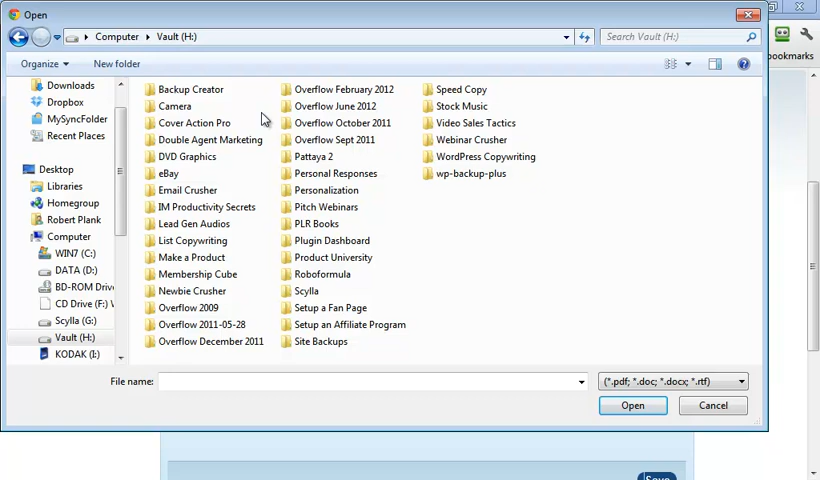 Open
Computer
Vault (H:)
Search Vault (H:)
Organize
New folder
bookmarks
Downloads
Dropbox
MySyncFolder
Recent Places
Desktop
Libraries
Homegroup
Robert Plank
Computer
WIN7 (C:)
DATA (D:)
BD-ROM Drive
CD Drive (F:)
Scylla (G:)
Vault (H:)
KODAK (I:)
Backup Creator
Camera
Cover Action Pro
Double Agent Marketing
DVD Graphics
eBay
Email Crusher
IM Productivity Secrets
Lead Gen Audios
List Copywriting
Make a Product
Membership Cube
Newbie Crusher
Overflow 2009
Overflow 2011-05-28
Overflow December 2011
Overflow February 2012
Overflow June 2012
Overflow October 2011
Overflow Sept 2011
Pattaya 2
Personal Responses
Personalization
Pitch Webinars
PLR Books
Plugin Dashboard
Product University
Roboformula
Scylla
Setup a Fan Page
Setup an Affiliate Program
Site Backups
Speed Copy
Stock Music
Video Sales Tactics
Webinar Crusher
WordPress Copywriting
wp-backup-plus
File name:
(*.pdf; *.doc; *.docx; *.rtf)
Open
Cancel
Save